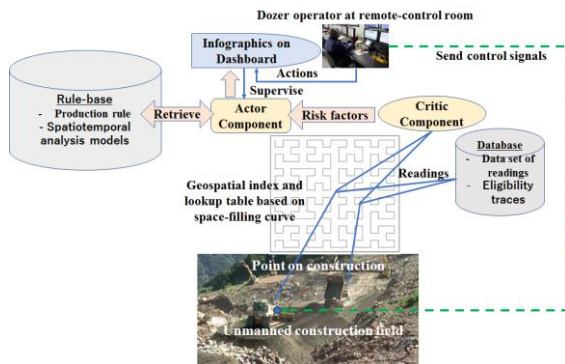 Dozer operator at remote-control room
Infographics on
Dashboard
Actions
Send control signals
Supervise
Rule-base
- Production rule
- Spatiotemporal
analysis models
Retrieve
Actor
Component
Risk factors
Critic
Component
Database
- Data set of
readings
- Eligibility
traces
Readings
Geospatial index and
lookup table based on
space-filling curve
Point on construction
Unmanned construction field